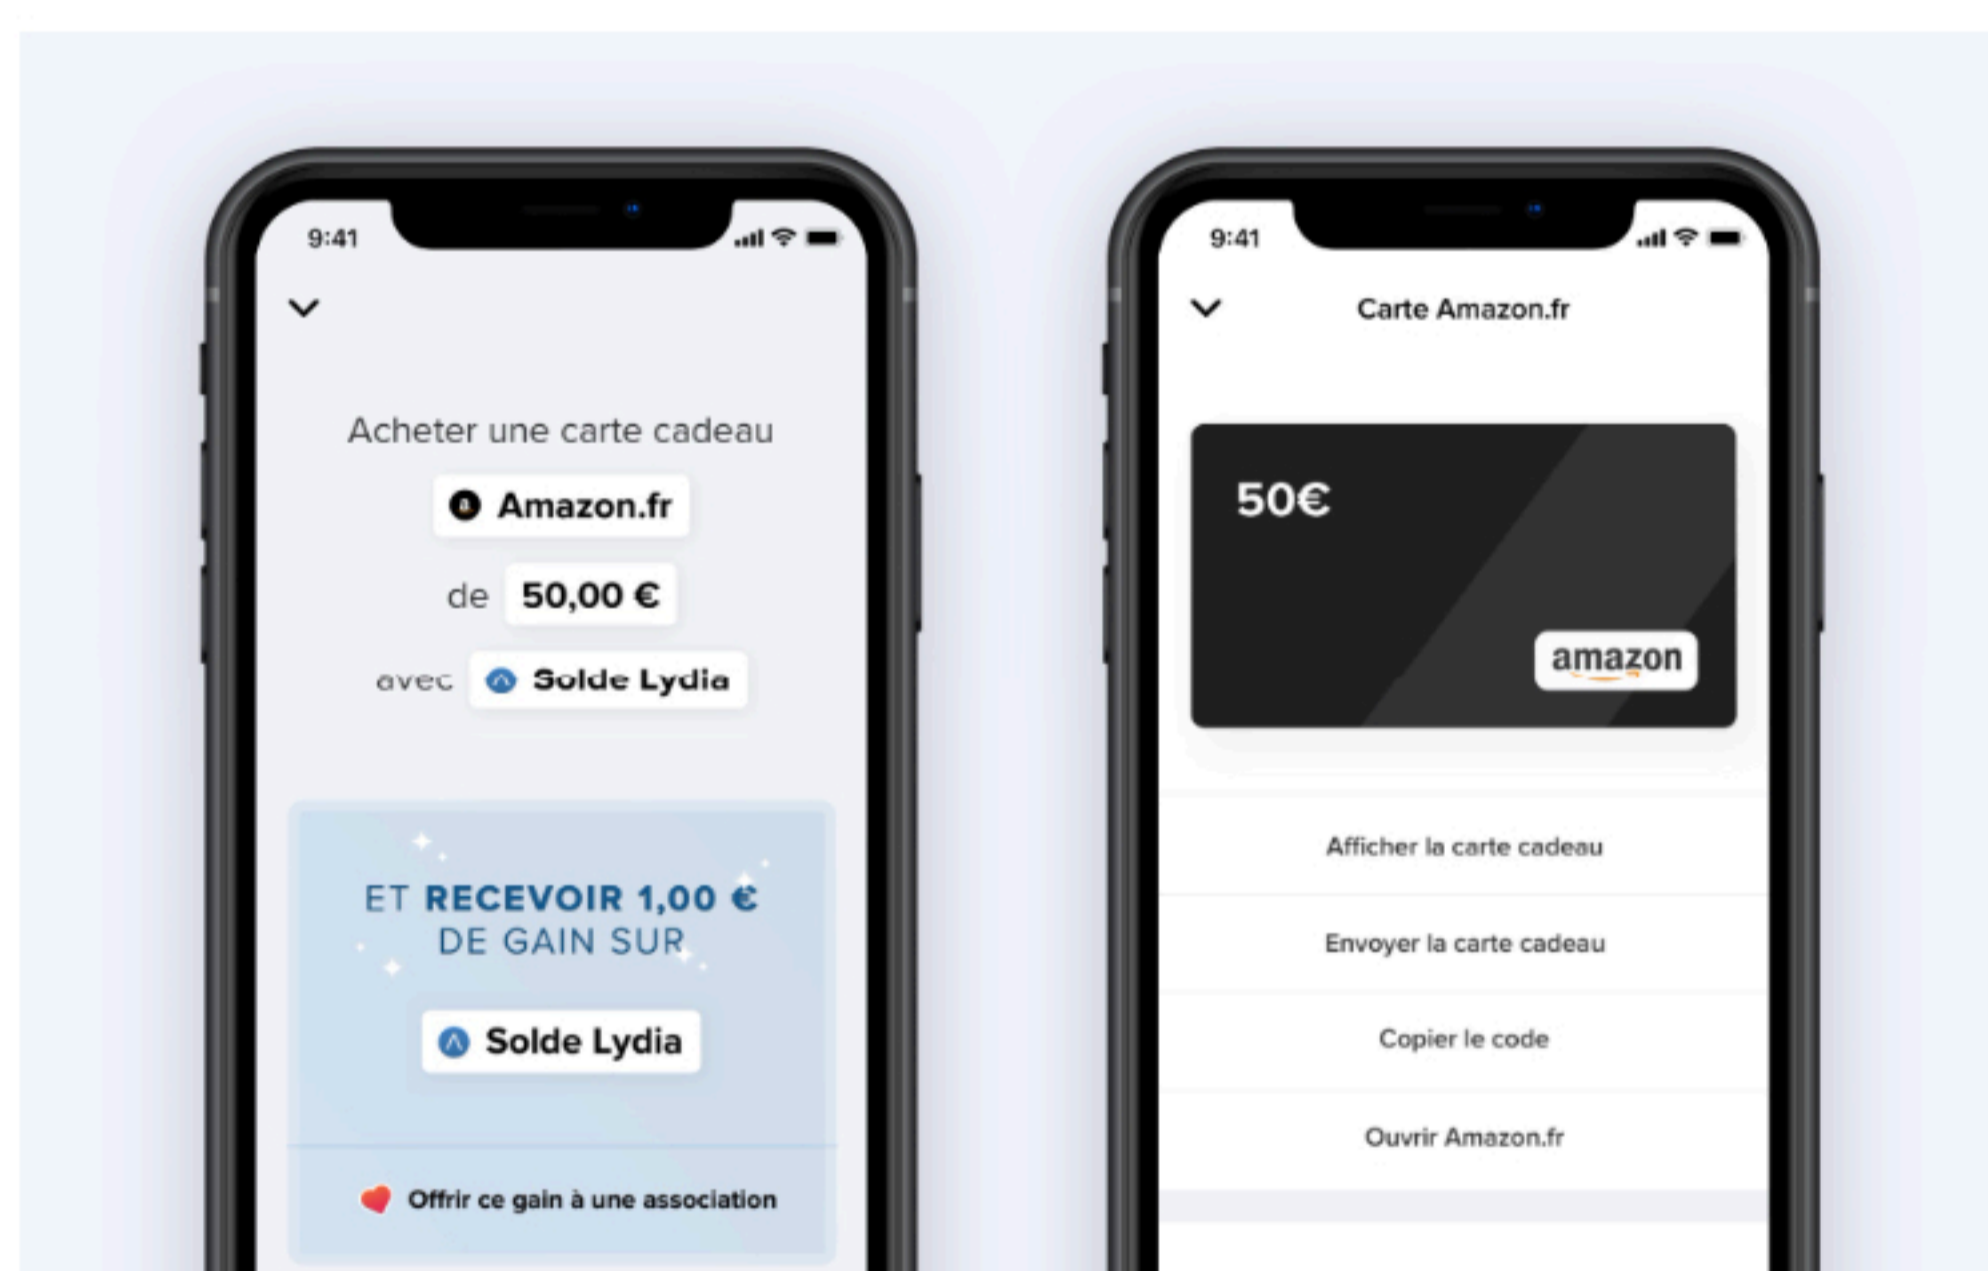 9:41
Acheter une carte cadeau
Amazon.fr
de 50,00 €
avec Solde Lydia
ET RECEVOIR 1,00 €
DE GAIN SUR
Solde Lydia
Offrir ce gain à une association
9:41
Carte Amazon.fr
50€
amazon
Afficher la carte cadeau
Envoyer la carte cadeau
Copier le code
Ouvrir Amazon.fr